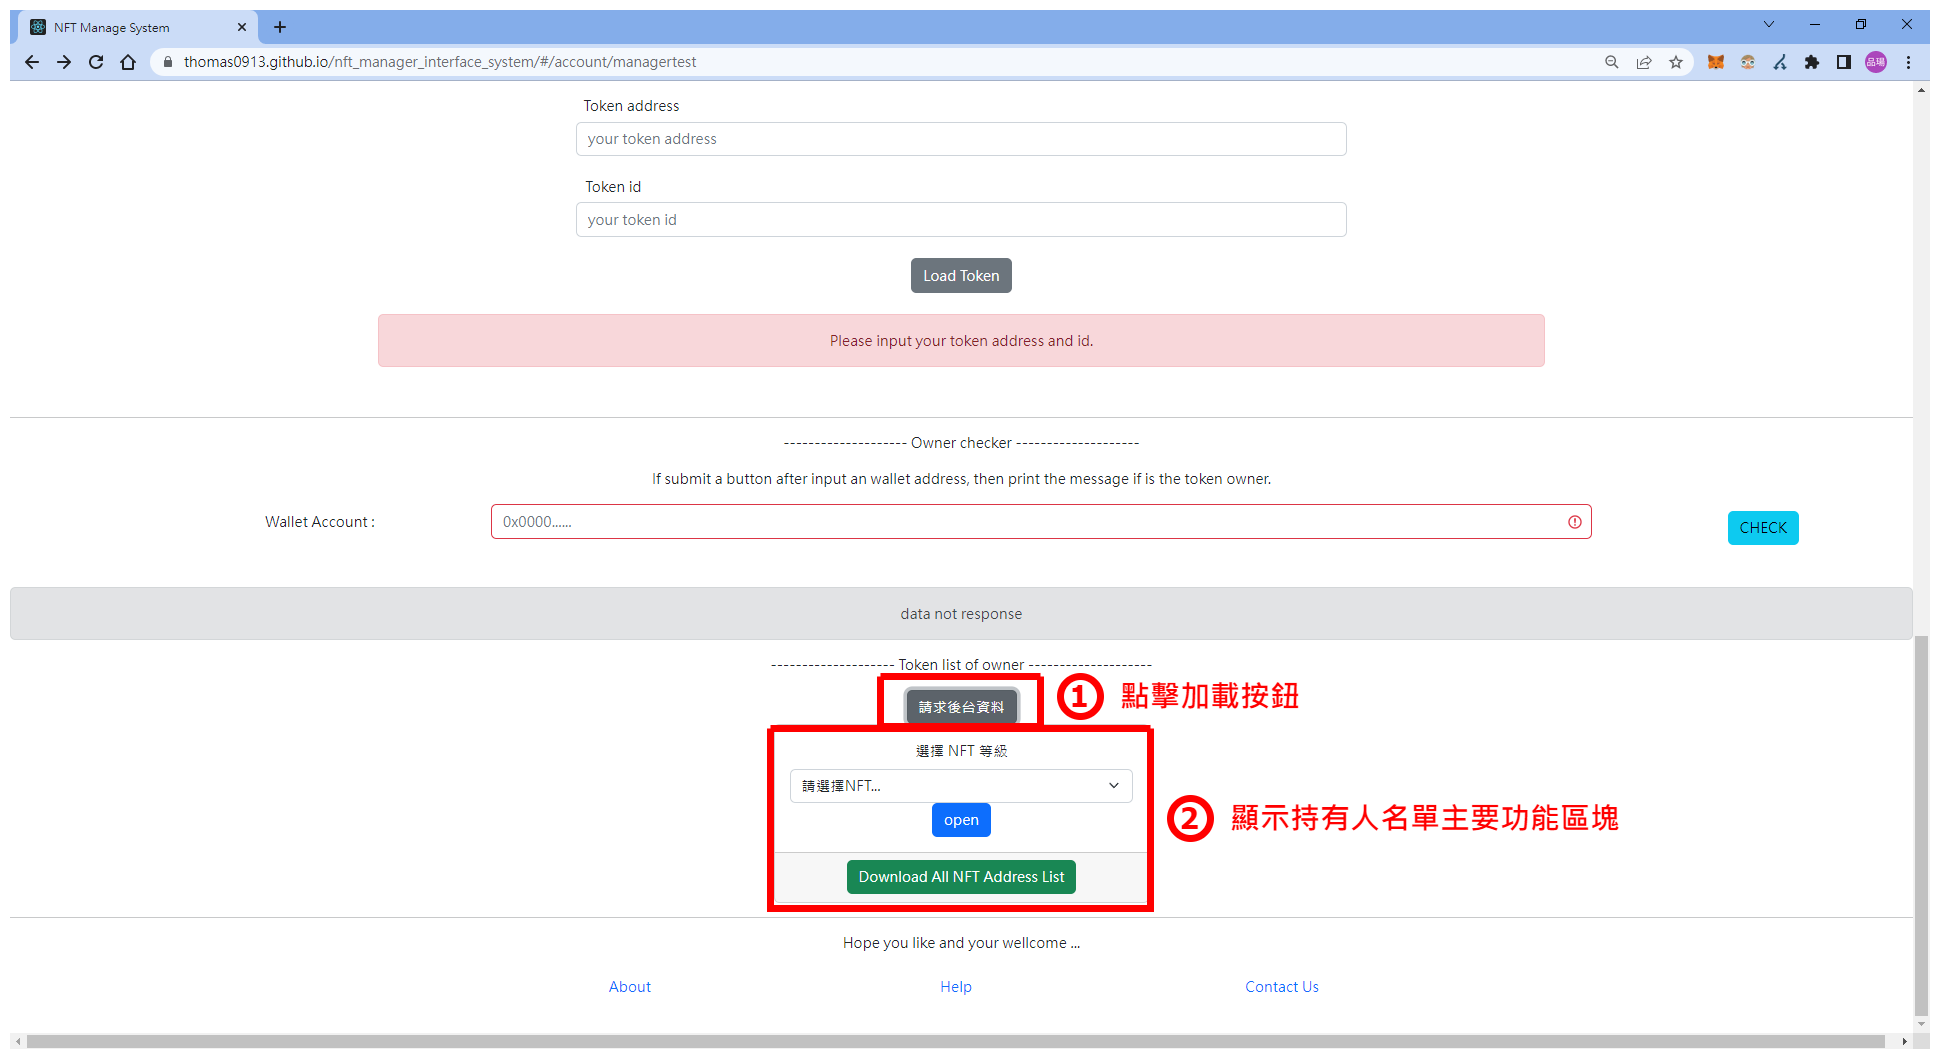 NFT Manage System
thomas0913.github.io/nft_manager_interface_system/#/account/managertest
品瑒
Token address
your token address
Token id
your token id
Load Token
Please input your token address and id.
-------------------- Owner checker --------------------
If submit a button after input an wallet address, then print the message if is the token owner.
Wallet Account :
0x0000......
CHECK
data not response
-------------------- Token list of owner --------------------
請求後台資料
① 點擊加載按鈕
選擇 NFT 等級
請選擇NFT...
open
② 顯示持有人名單主要功能區塊
Download All NFT Address List
Hope you like and your wellcome ...
About
Help
Contact Us